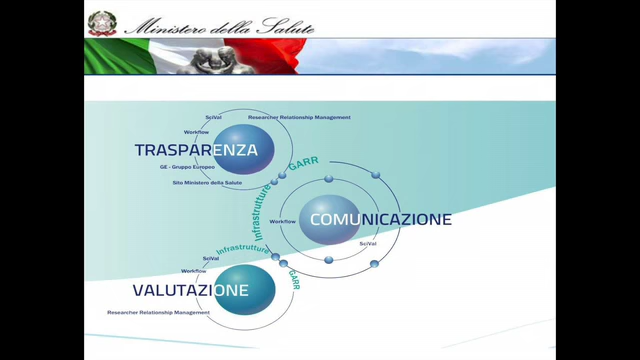 Ministero della Salute
SciVal
Researcher Relationship Management
Workflow
TRASPARENZA
GE - Gruppo Europeo
Sito Ministero della Salute
GARR
Infrastrutture
Workflow
COMUNICAZIONE
SciVal
Infrastrutture
GARR
SciVal
Workflow
VALUTAZIONE
Researcher Relationship Management